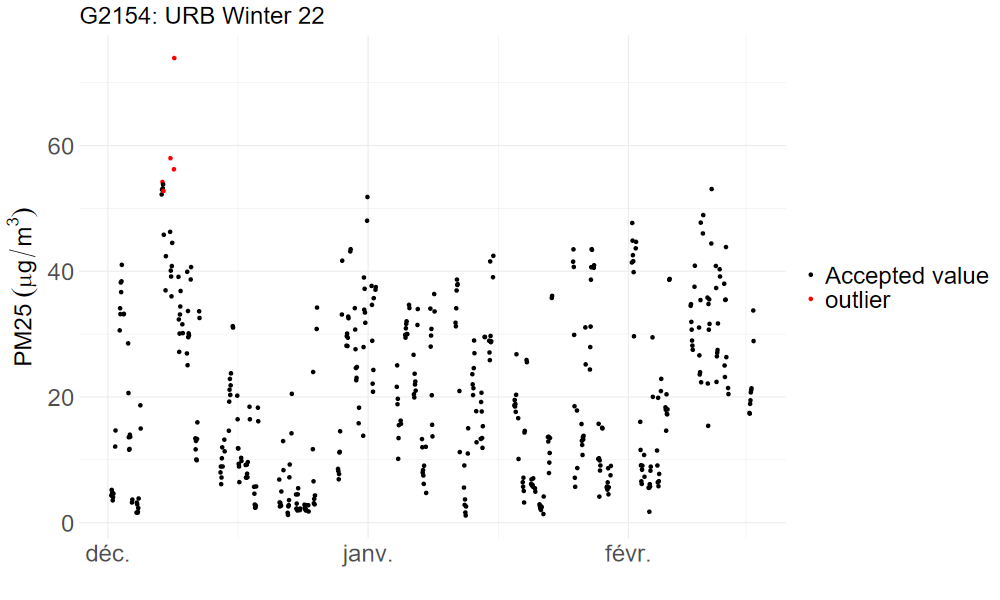 G2154: URB Winter 22
PM25 (μg/m³)
60
40
20
0
déc.
janv.
févr.
Accepted value
outlier